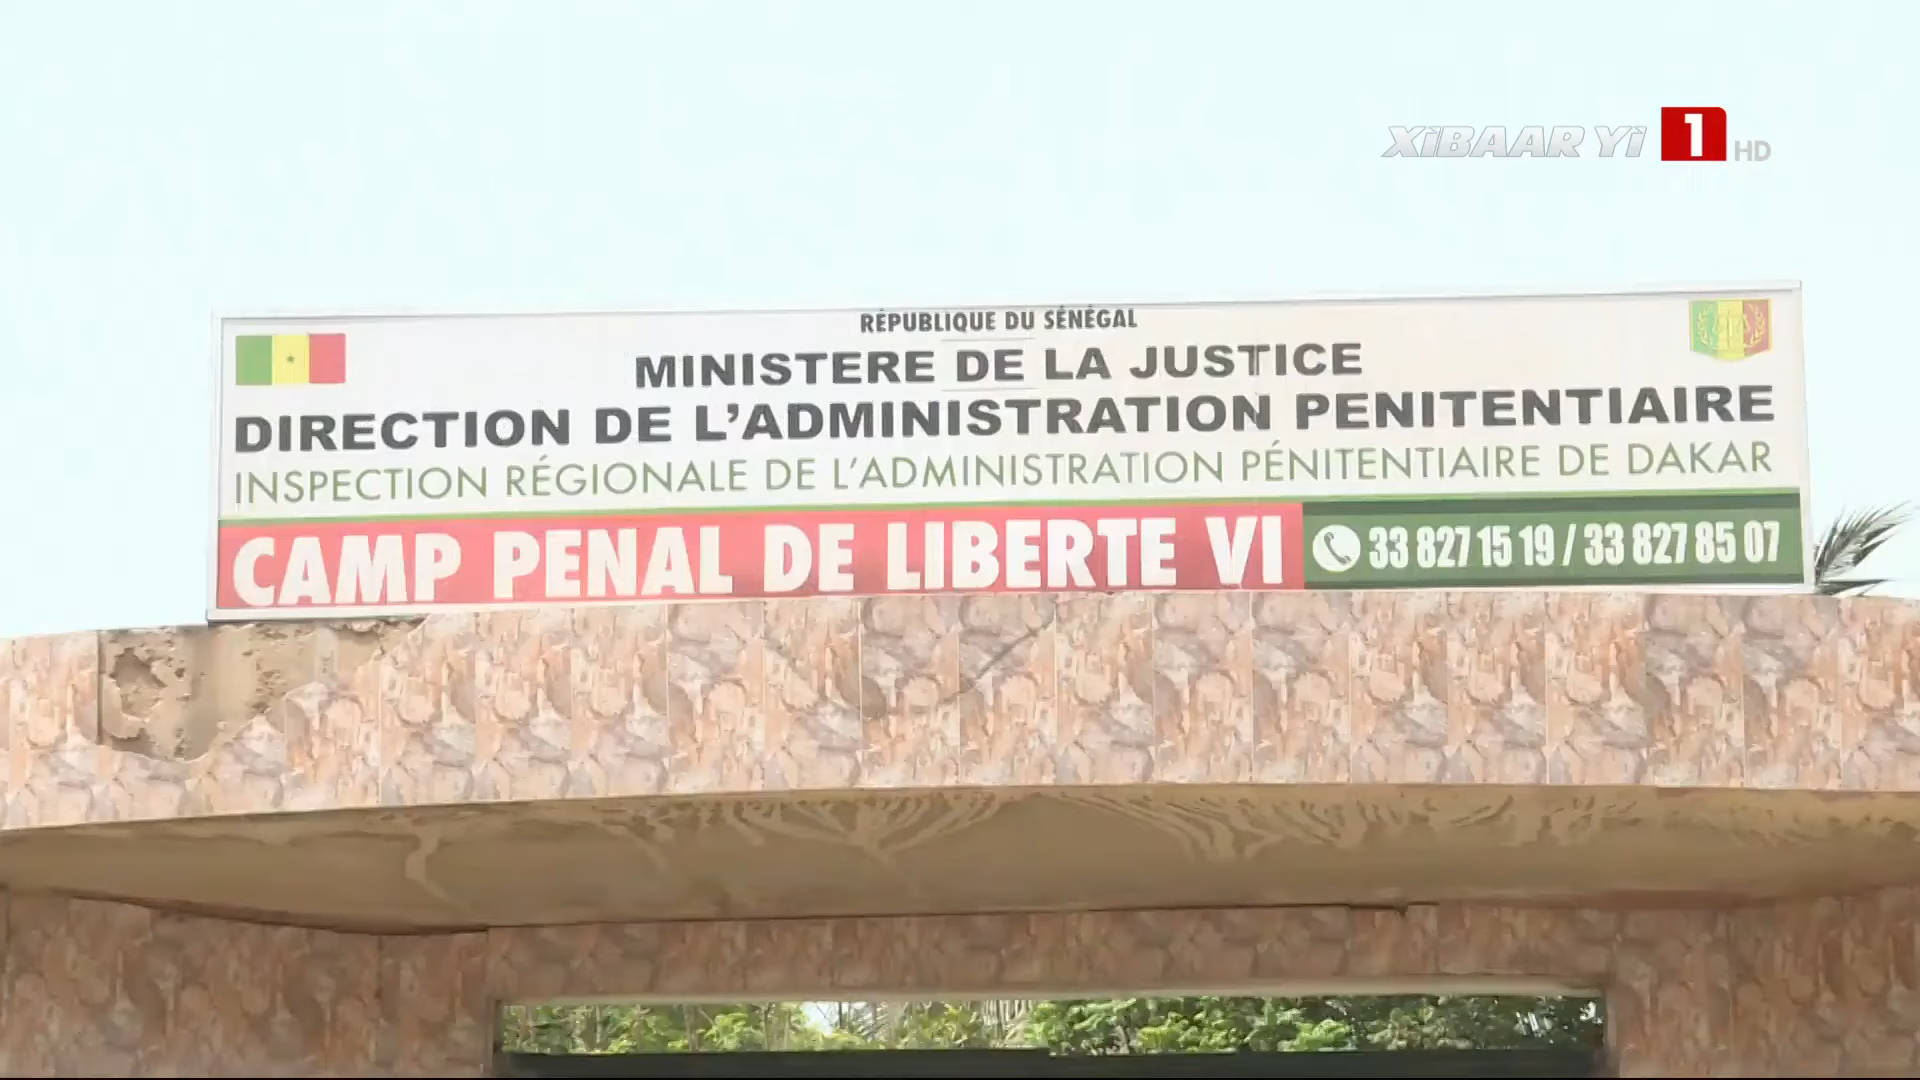 XIBAAR YI 1 HD
RÉPUBLIQUE DU SÉNÉGAL
MINISTERE DE LA JUSTICE
DIRECTION DE L'ADMINISTRATION PENITENTIAIRE
INSPECTION RÉGIONALE DE L'ADMINISTRATION PÉNITENTIAIRE DE DAKAR
CAMP PENAL DE LIBERTE VI 33 827 15 19 / 33 827 85 07